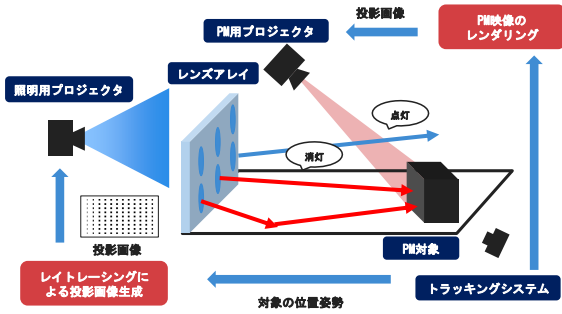 投影画像
PM用プロジェクタ
PM映像の
レンダリング
レンズアレイ
照明用プロジェクタ
点灯
消灯
投影画像
PM対象
レイトレーシングに
よる投影画像生成
対象の位置姿勢
トラッキングシステム